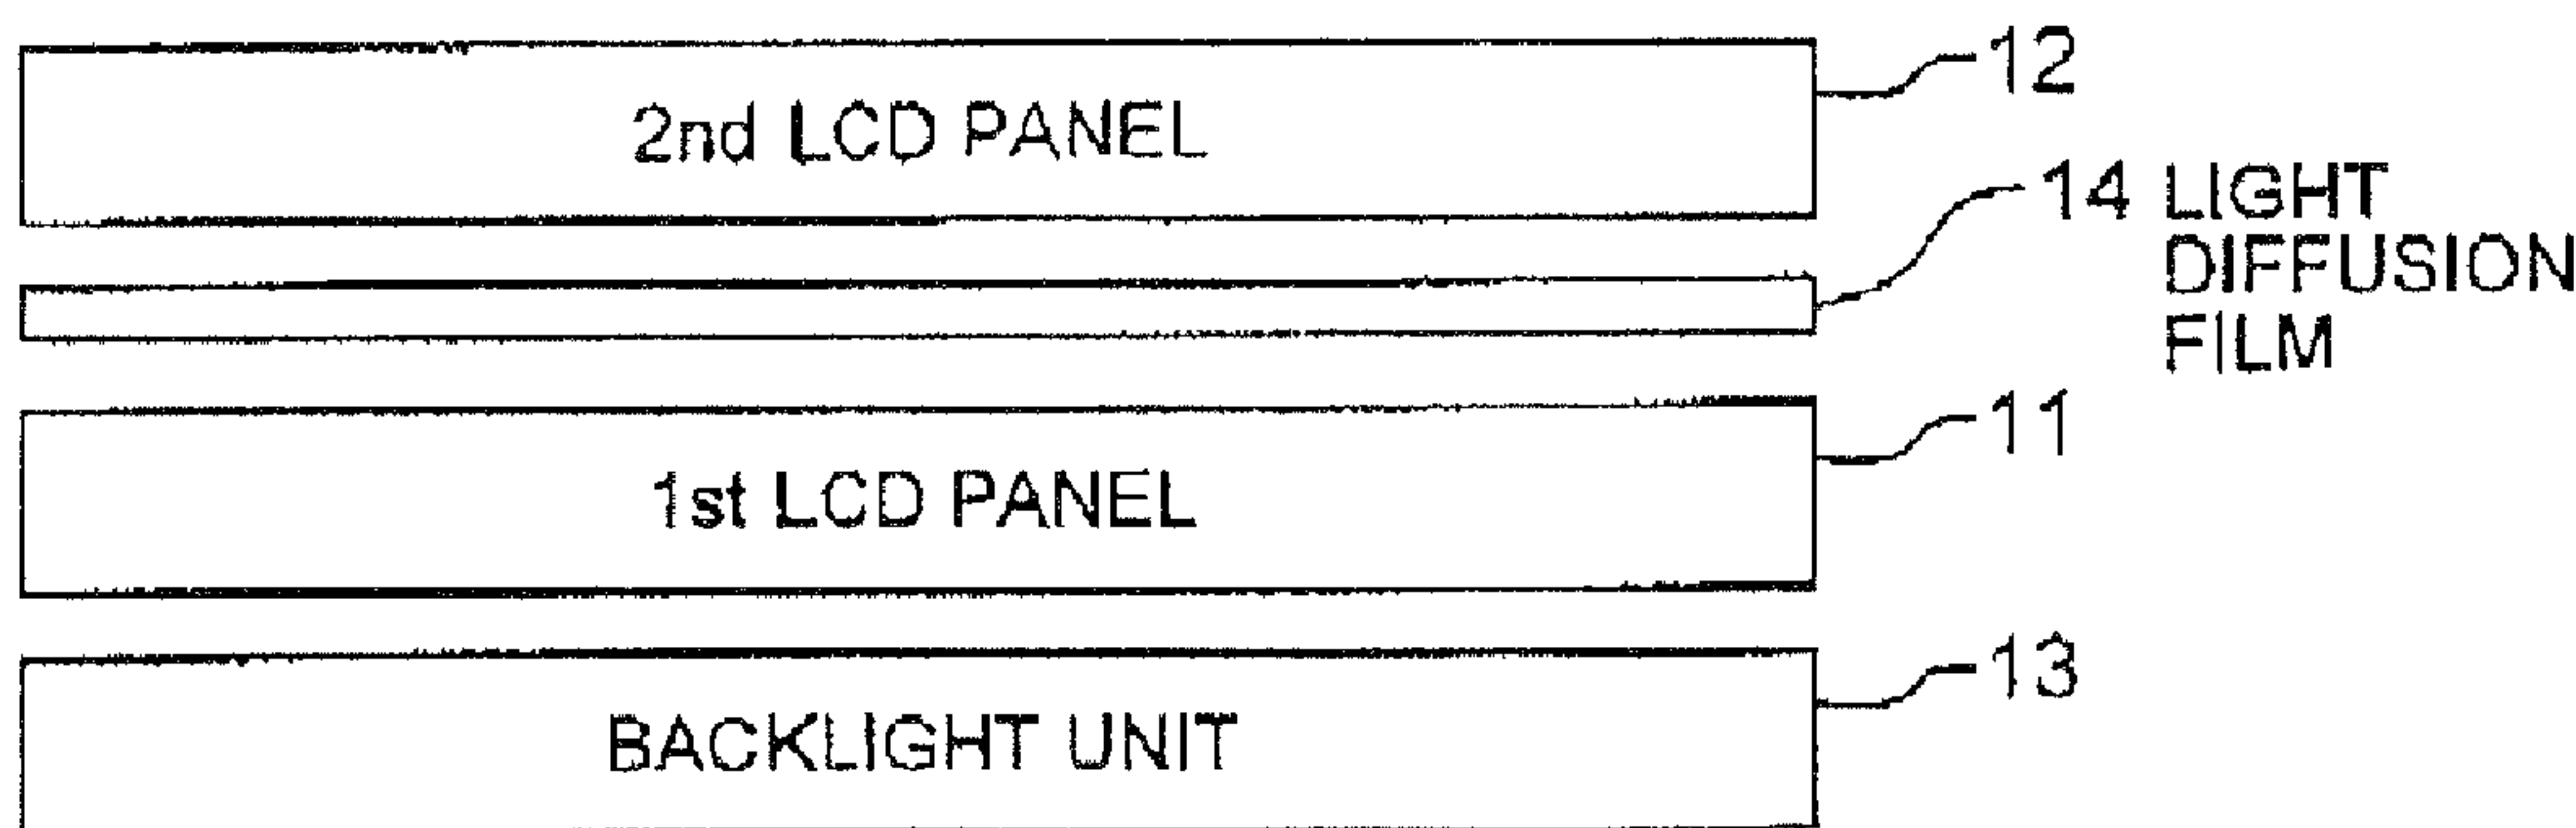 12
2nd LCD PANEL
14 LIGHT
DIFFUSION
FILM
11
1st LCD PANEL
13
BACKLIGHT UNIT